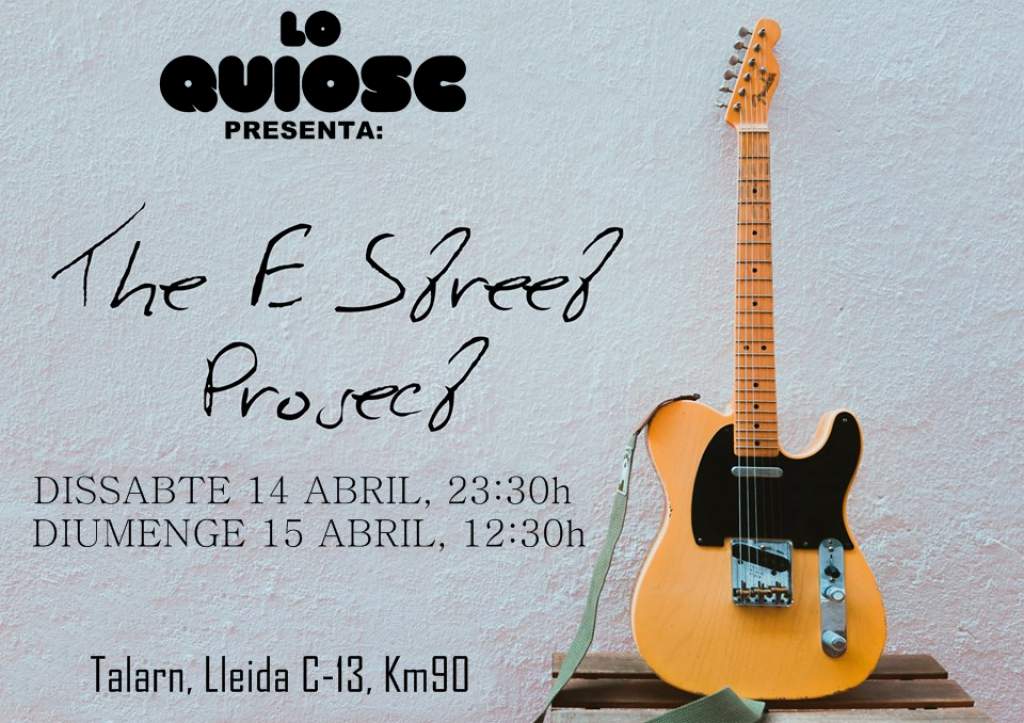 LO
QUIOSC
PRESENTA:
The E Street
Project
DISSABTE 14 ABRIL, 23:30h
DIUMENGE 15 ABRIL, 12:30h
Talarn, Lleida C-13, Km90
Fender